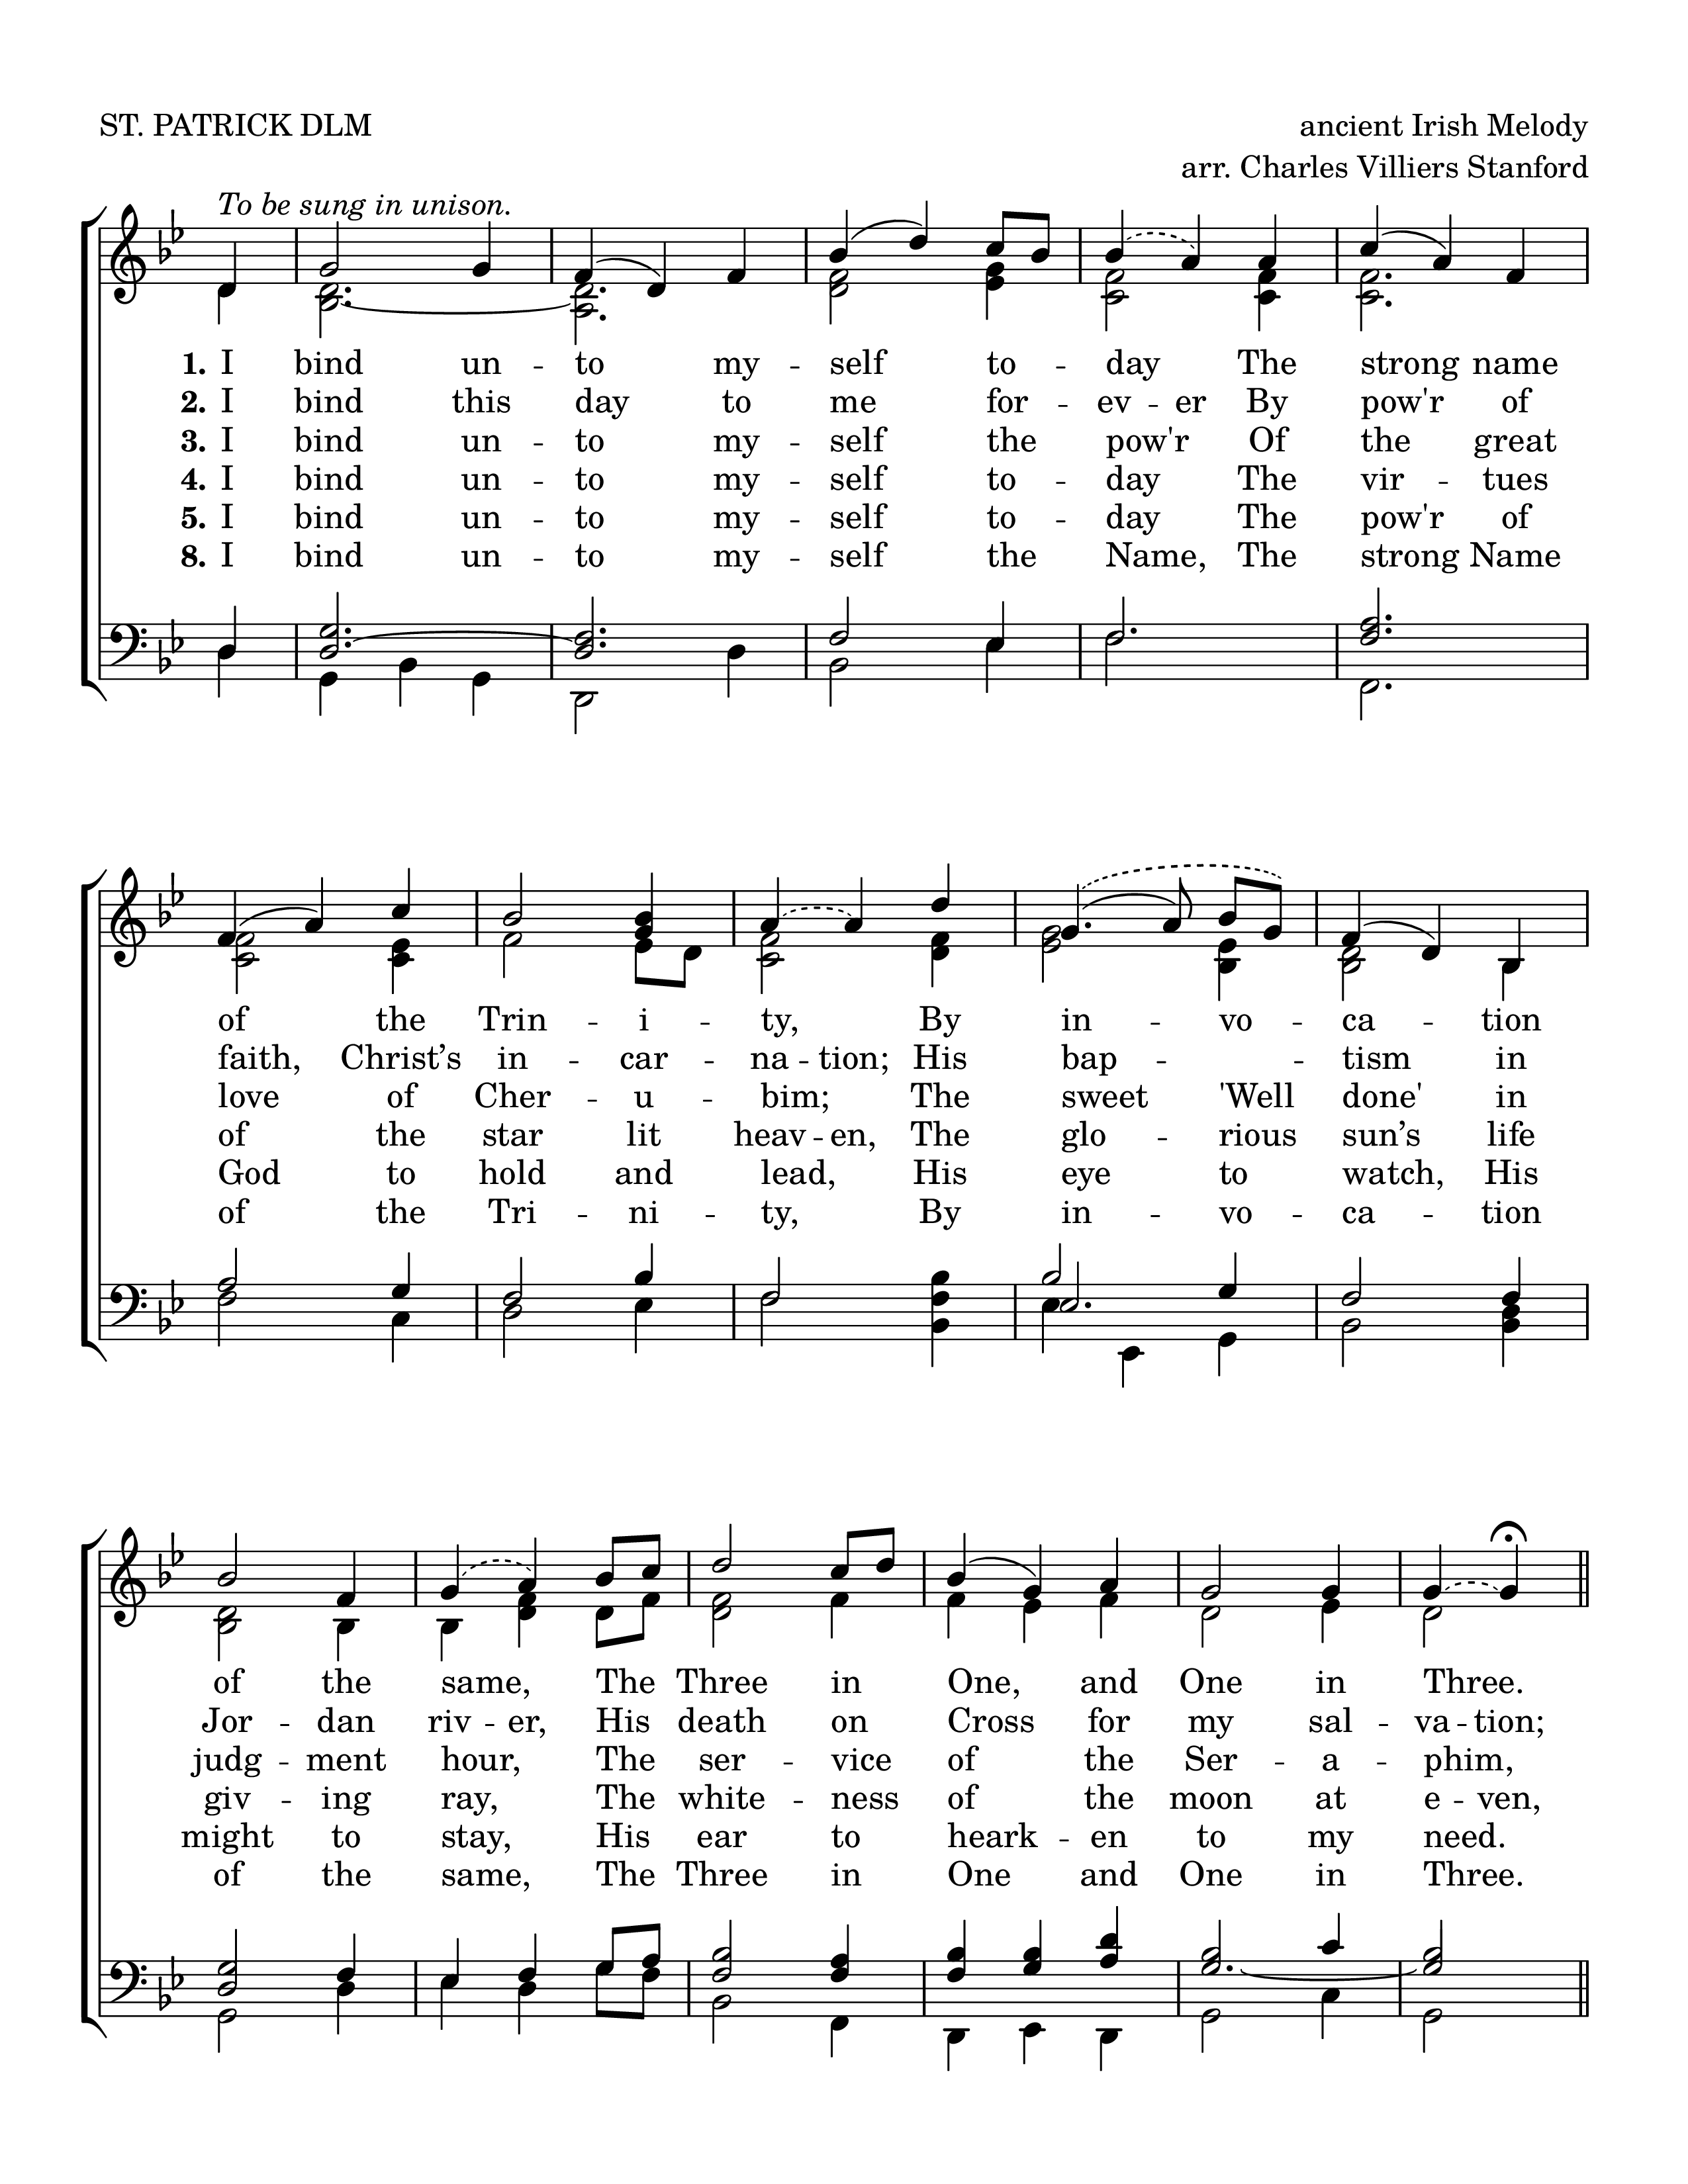 ST. PATRICK DLM
ancient Irish Melody
arr. Charles Villiers Stanford
To be sung in unison.
1. I bind un -- to my -- self to -- day The strong name
2. I bind this day to me for -- ev -- er By pow'r of
3. I bind un -- to my -- self the pow'r Of the great
4. I bind un -- to my -- self to -- day The vir -- tues
5. I bind un -- to my -- self to -- day The pow'r of
8. I bind un -- to my -- self the Name, The strong Name
of the Trin -- i -- ty, By in -- vo -- ca -- tion
faith, Christ’s in -- car -- na -- tion; His bap -- tism in
love of Cher -- u -- bim; The sweet 'Well done' in
of the star lit heav -- en, The glo -- rious sun’s life
God to hold and lead, His eye to watch, His
of the Tri -- ni -- ty, By in -- vo -- ca -- tion
of the same, The Three in One, and One in Three.
Jor -- dan riv -- er, His death on Cross for my sal -- va -- tion;
judg -- ment hour, The ser -- vice of the Ser -- a -- phim,
giv -- ing ray, The white -- ness of the moon at e -- ven,
might to stay, His ear to heark -- en to my need.
of the same, The Three in One and One in Three.